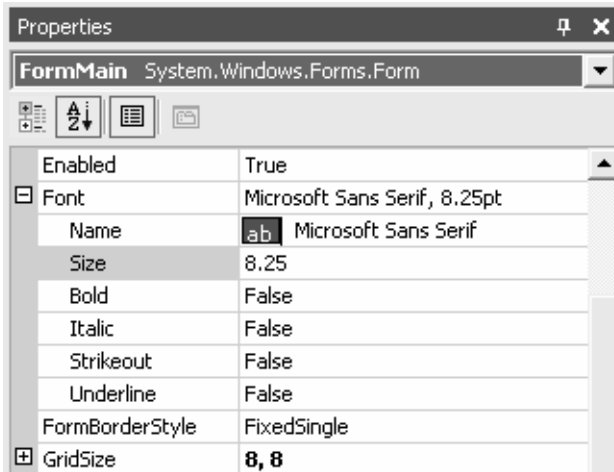 Properties
FormMain System.Windows.Forms.Form
A
Z
Enabled True
Font Microsoft Sans Serif, 8.25pt
Name ab Microsoft Sans Serif
Size 8.25
Bold False
Italic False
Strikeout False
Underline False
FormBorderStyle FixedSingle
GridSize 8, 8